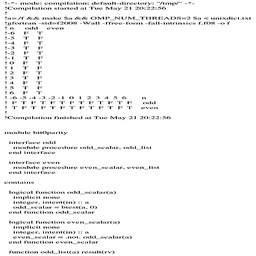 !-*- mode: compilation; default-directory: "/tmp/" -*-
!Compilation started at Tue May 21 20:22:56
!
!a=./f && make $a && OMP_NUM_THREADS=2 $a < unixdict.txt
!gfortran -std=f2008 -Wall -ffree-form -fall-intrinsics f.f08 -o f
! n odd even
!-6 F T
!-5 T F
!-4 F T
!-3 T F
!-2 F T
!-1 T F
! 0 F T
! 1 T F
! 2 F T
! 3 T F
! 4 F T
! 5 T F
! 6 F T
! -6 -5 -4 -3 -2 -1 0 1 2 3 4 5 6 n
! F T F T F T F T F T F T F odd
! T F T F T F T F T F T F T even
!
!Compilation finished at Tue May 21 20:22:56
module bit0parity
interface odd
module procedure odd_scalar, odd_list
end interface
interface even
module procedure even_scalar, even_list
end interface
contains
logical function odd_scalar(a)
implicit none
integer, intent(in) :: a
odd_scalar = btest(a, 0)
end function odd_scalar
logical function even_scalar(a)
implicit none
integer, intent(in) :: a
even_scalar = .not. odd_scalar(a)
end function even_scalar
function odd_list(a) result(rv)